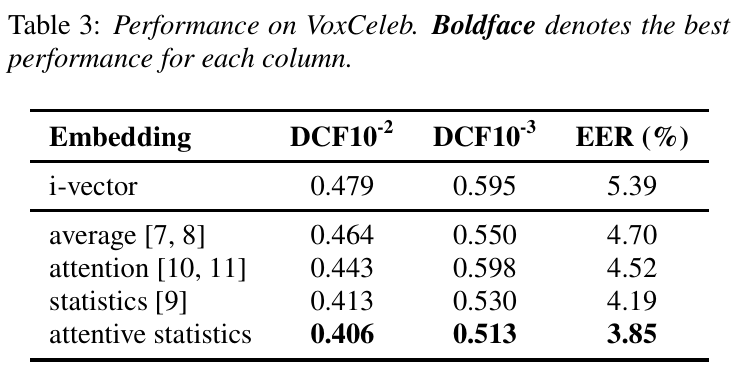 Table 3: Performance on VoxCeleb. Boldface denotes the best
performance for each column.
Embedding DCF10-2 DCF10-3 EER (%)
i-vector 0.479 0.595 5.39
average [7, 8] 0.464 0.550 4.70
attention [10, 11] 0.443 0.598 4.52
statistics [9] 0.413 0.530 4.19
attentive statistics 0.406 0.513 3.85